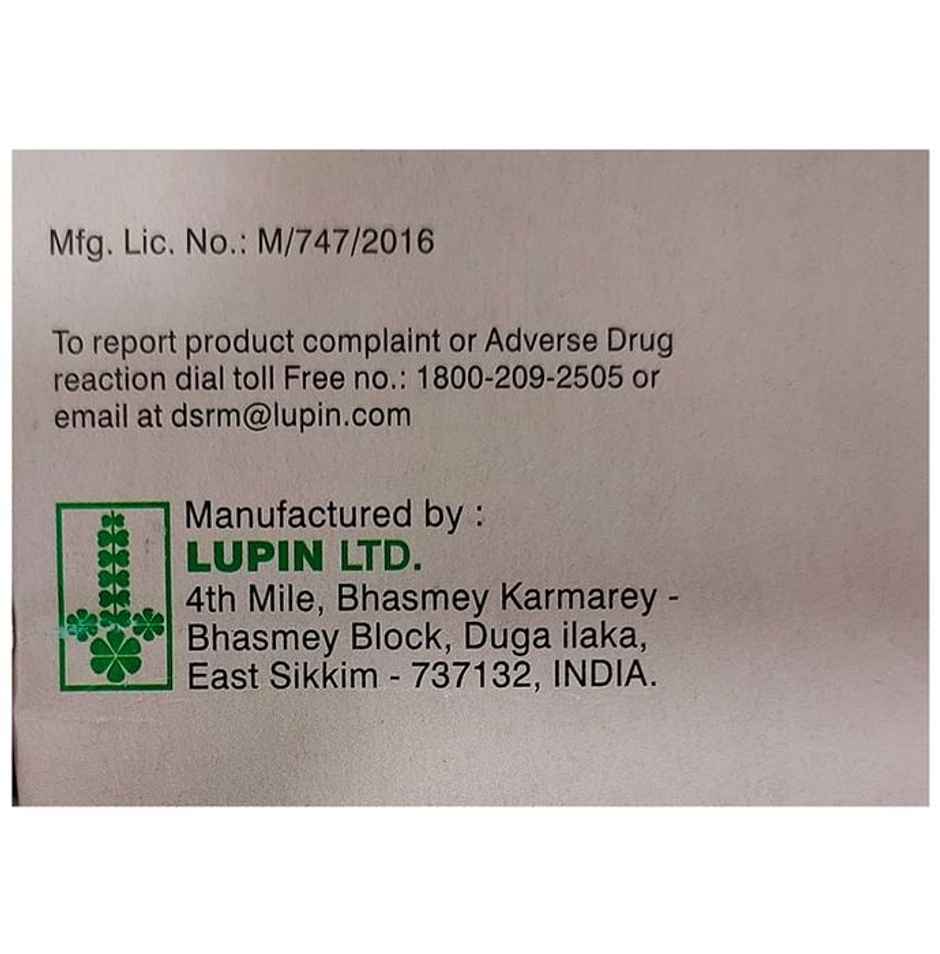 Mfg. Lic. No.: M/747/2016
To report product complaint or Adverse Drug
reaction dial toll Free no.: 1800-209-2505 or
email at dsrm@lupin.com
Manufactured by :
LUPIN LTD.
4th Mile, Bhasmey Karmarey -
Bhasmey Block, Duga ilaka,
East Sikkim - 737132, INDIA.